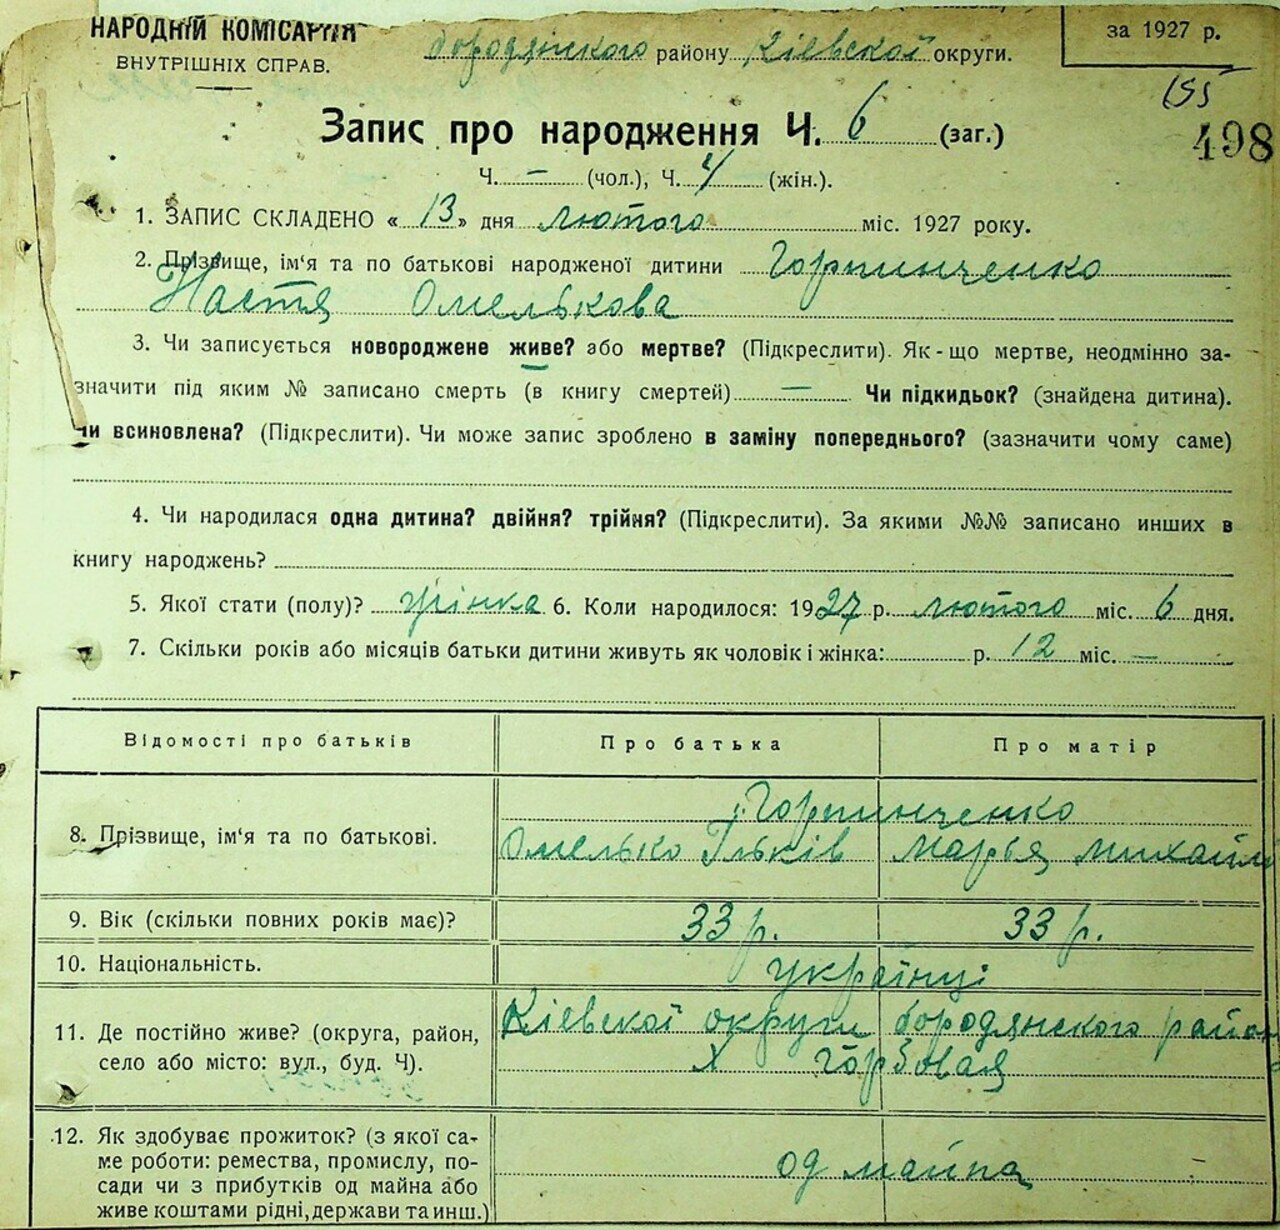 НАРОДНІЙ КОМІСАРІЯТ
ВНУТРІШНІХ СПРАВ.
бородянского району Кіевскої округи.
за 1927 р.
155
498
Запис про народження Ч. 6 (заг.)
Ч. — (чол.), Ч. 4 (жін.).
1. ЗАПИС СКЛАДЕНО « 13 » дня лютого міс. 1927 року.
2. Прізвище, ім'я та по батькові народженої дитини Горпинченко
Настя Омелькова
3. Чи записується новороджене живе? або мертве? (Підкреслити). Як-що мертве, неодмінно за-
значити під яким № записано смерть (в книгу смертей) — Чи підкидьок? (знайдена дитина).
чи всиновлена? (Підкреслити). Чи може запис зроблено в заміну попереднього? (зазначити чому саме)
4. Чи народилася одна дитина? двійня? трійня? (Підкреслити). За якими №№ записано инших в
книгу народжень?
5. Якої стати (полу)? жінка 6. Коли народилося: 1927 р. лютого міс. 6 дня.
7. Скільки років або місяців батьки дитини живуть як чоловік і жінка: р. 12 міс. —
Відомості про батьків Про батька Про матір
Горпинченко
8. Прізвище, ім'я та по батькові. Омелько Ільків Марья Михайл
9. Вік (скільки повних років має)? 33 р. 33 р.
10. Національність. українці
11. Де постійно живе? (округа, район, Кіевскої округи бородянского район
село або місто: вул., буд. Ч). х Горбовая
12. Як здобуває прожиток? (з якої са-
ме роботи: ремества, промислу, по- од майна
сади чи з прибутків од майна або
живе коштами рідні, держави та инш.)